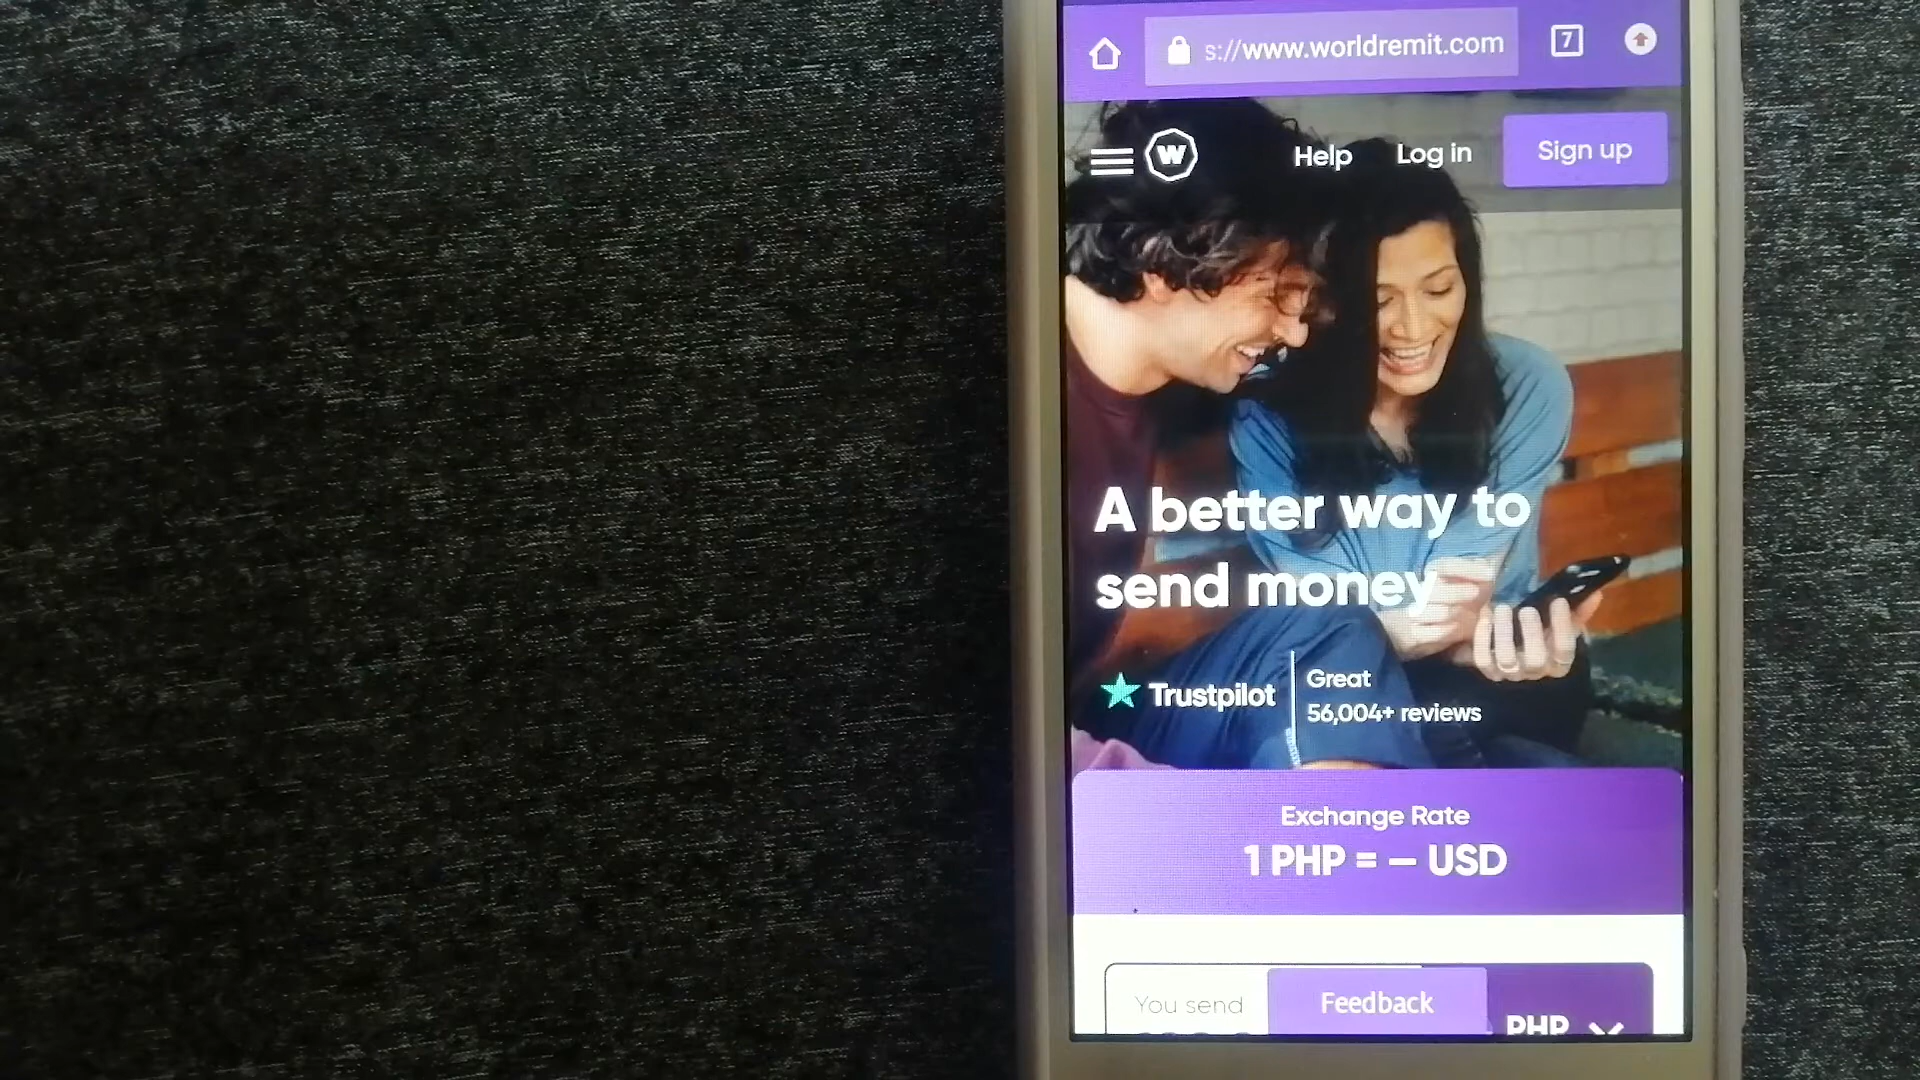 7
s://www.worldremit.com
W
Help
Log in
Sign up
A better way to
send money
Trustpilot
Great
56,004+ reviews
Exchange Rate
1 PHP = – USD
You send
Feedback
PHP